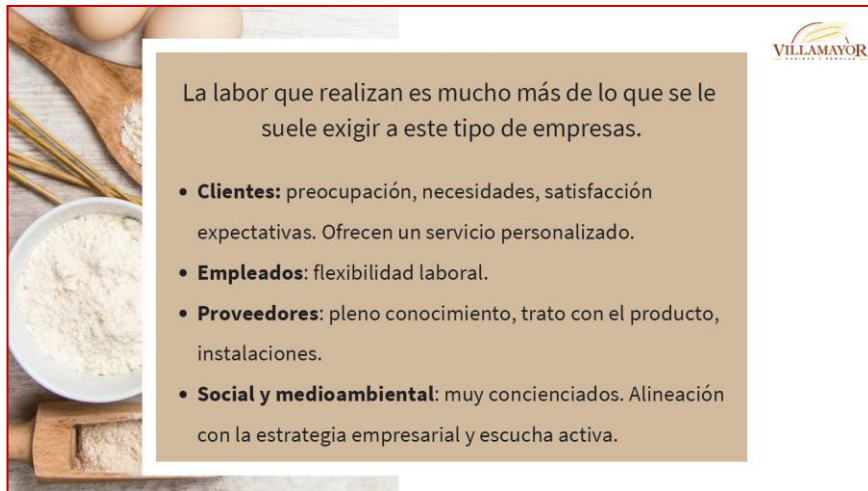 VILLAMAYOR
HARINAS Y SÉMOLAS
La labor que realizan es mucho más de lo que se le
suele exigir a este tipo de empresas.
• Clientes: preocupación, necesidades, satisfacción
expectativas. Ofrecen un servicio personalizado.
• Empleados: flexibilidad laboral.
• Proveedores: pleno conocimiento, trato con el producto,
instalaciones.
• Social y medioambiental: muy concienciados. Alineación
con la estrategia empresarial y escucha activa.